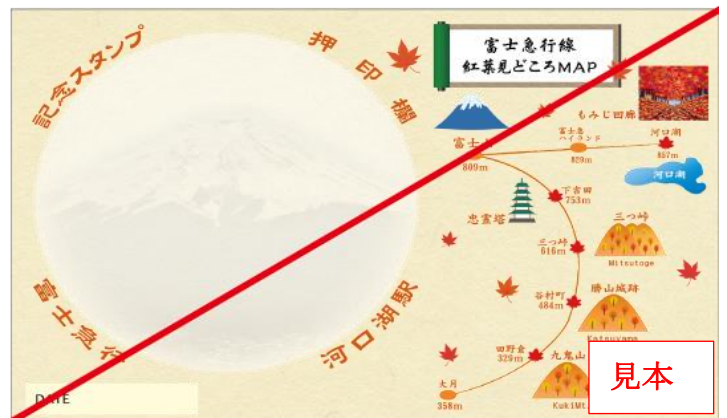 記念スタンプ
押印欄
富士急行
河口湖駅
DATE
富士急行線
紅葉見どころMAP
もみじ回廊
富士山
809m
富士急
ハイランド
829m
河口湖
857m
河口湖
下吉田
753m
忠霊塔
三つ峠
616m
三つ峠
Mitsutoge
谷村町
484m
勝山城跡
Katsuyama
田野倉
329m
九鬼山
KukiMt.
大月
358m
見本